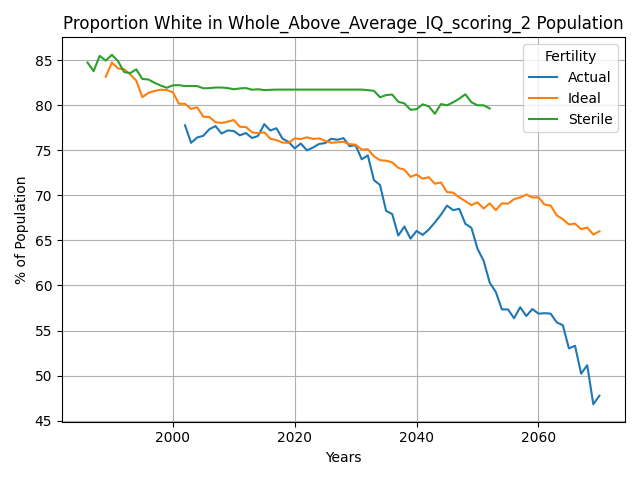 Proportion White in Whole_Above_Average_IQ_scoring_2 Population
Fertility
Actual
Ideal
Sterile
% of Population
85
80
75
70
65
60
55
50
45
2000
2020
2040
2060
Years